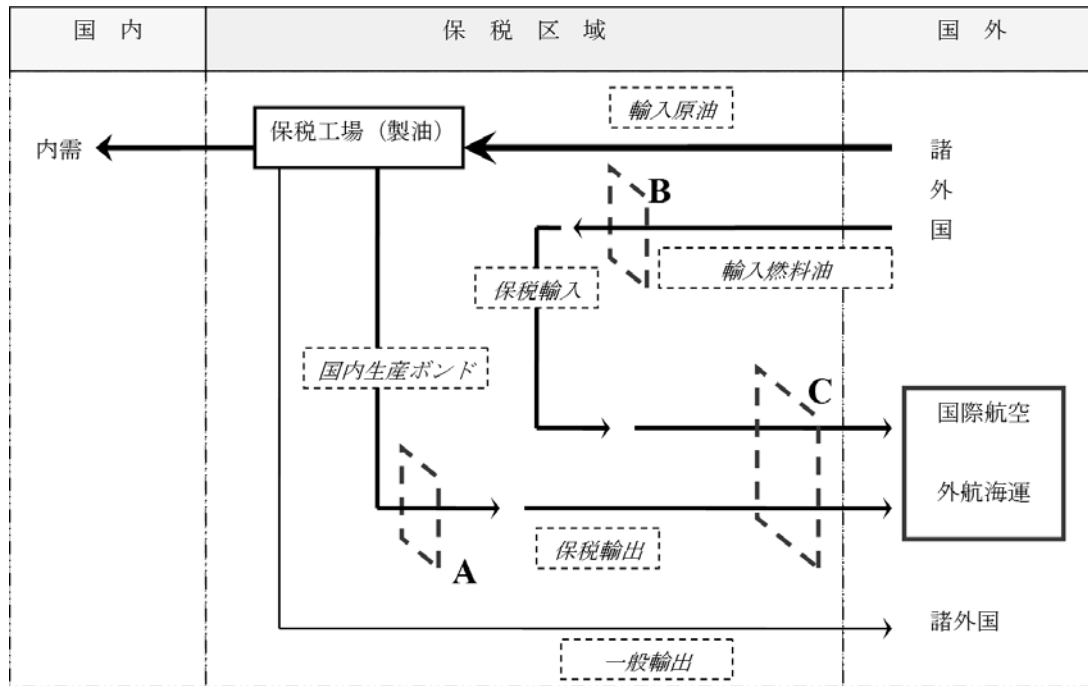 国 内
保 税 区 域
国 外
輸入原油
保税工場（製油）
内需
諸
外
国
B
輸入燃料油
保税輸入
国内生産ボンド
C
国際航空
外航海運
保税輸出
A
諸外国
一般輸出